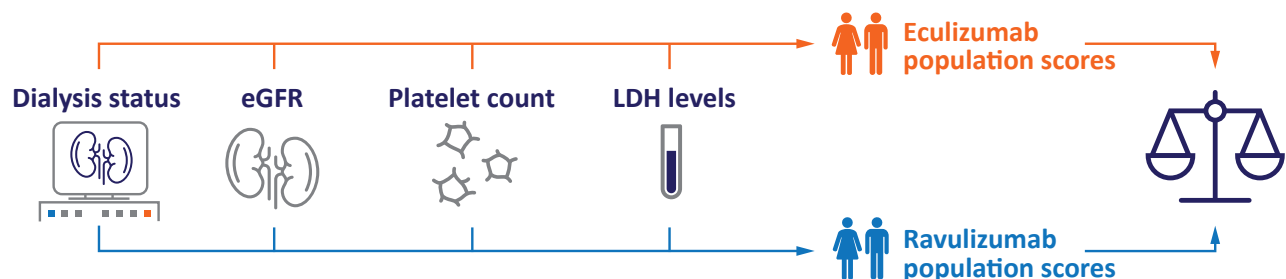 Eculizumab
population scores
Dialysis status
eGFR
Platelet count
LDH levels
Ravulizumab
population scores